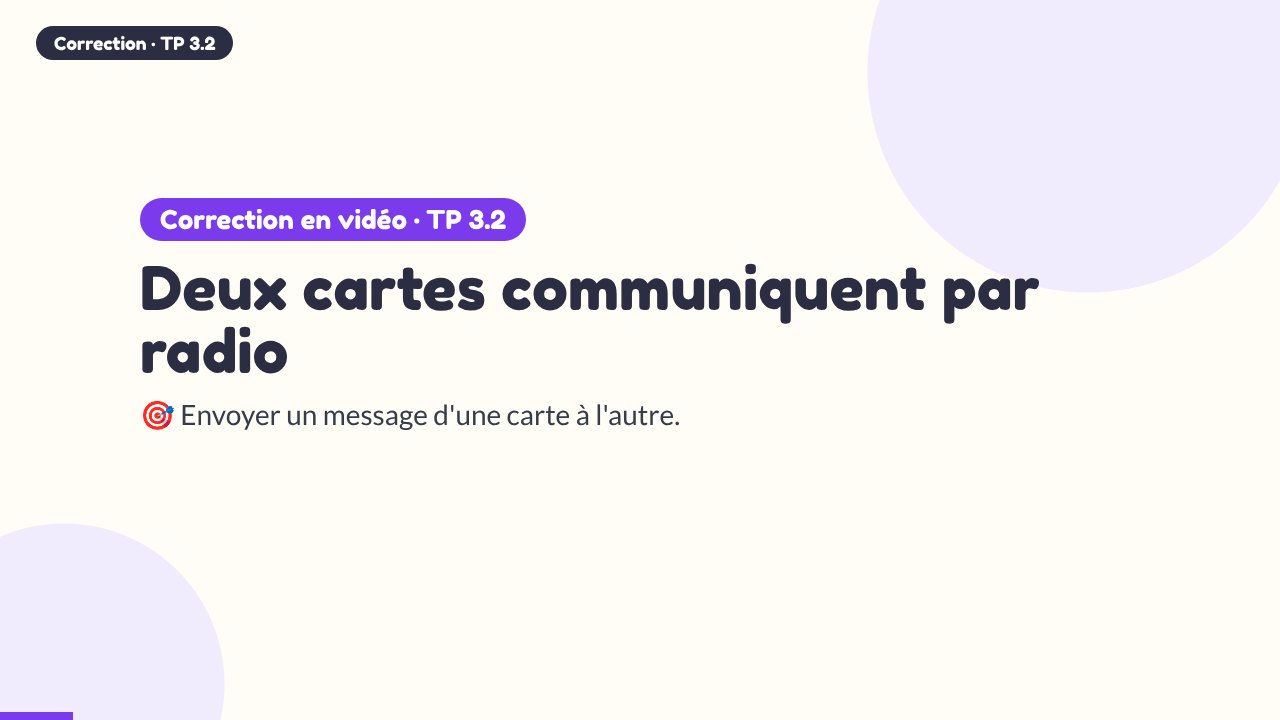 Correction · TP 3.2
Correction en vidéo · TP 3.2
Deux cartes communiquent par
radio
🎯 Envoyer un message d'une carte à l'autre.